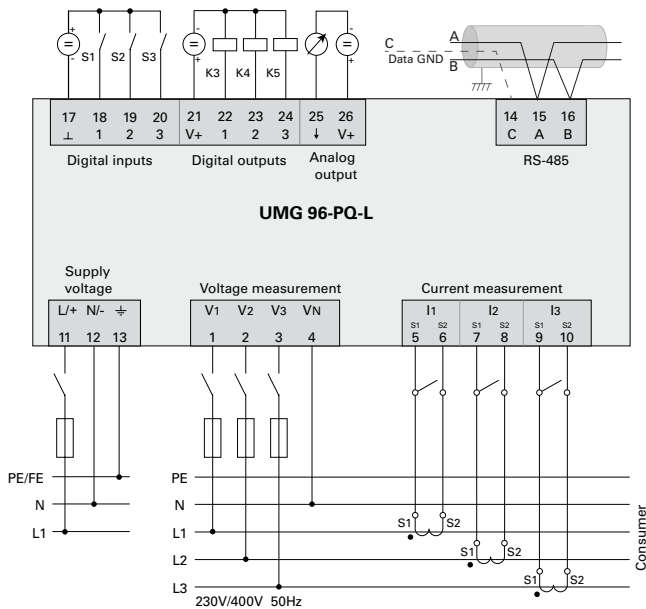 + - S1 S2 S3 - + K3 K4 K5 - +
C A
Data GND
B
17 18 19 20 21 22 23 24 25 26 14 15 16
⊥ 1 2 3 V+ 1 2 3 ↓ V+ C A B
Digital inputs Digital outputs Analog output RS-485
UMG 96-PQ-L
Supply voltage Voltage measurement Current measurement
L/+ N/- ⏚ V1 V2 V3 VN I1 I2 I3
S1 S2 S1 S2 S1 S2
11 12 13 1 2 3 4 5 6 7 8 9 10
PE/FE PE
N N
L1 L1 S1 S2
L2 S1 S2
L3 S1 S2
230V/400V 50Hz
Consumer